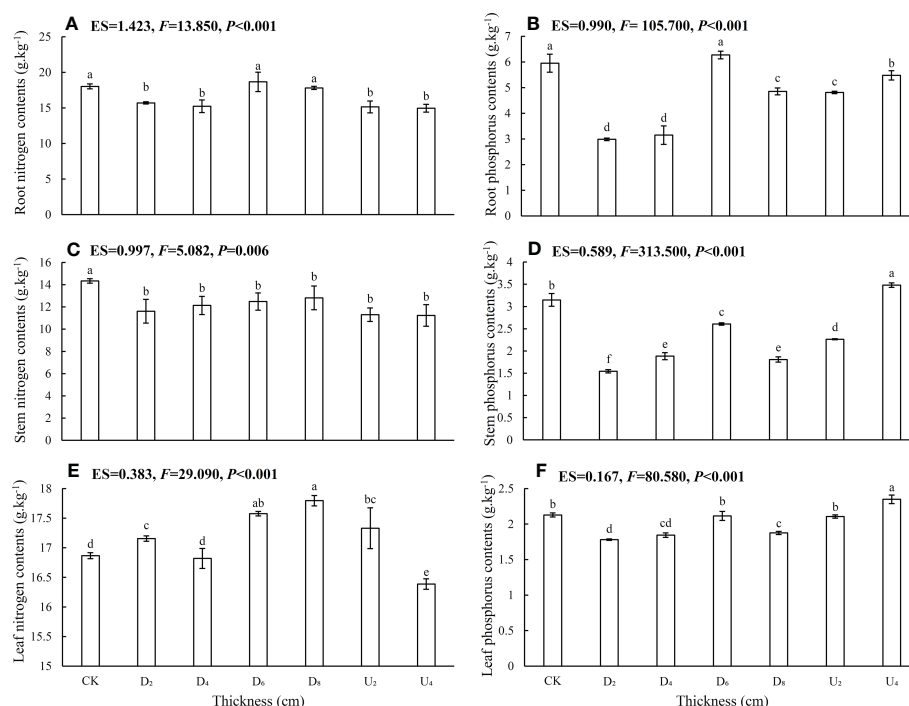 A ES=1.423, F=13.850, P<0.001
Root nitrogen contents (g.kg-1)
25
20
15
10
5
0
a
b
b
a
a
b
b
B ES=0.990, F= 105.700, P<0.001
Root phosphorus contents (g.kg-1)
7
6
5
4
3
2
1
0
a
d
d
a
c
c
b
C ES=0.997, F=5.082, P=0.006
Stem nitrogen contents (g.kg-1)
16
14
12
10
8
6
4
2
0
a
b
b
b
b
b
b
D ES=0.589, F=313.500, P<0.001
Stem phosphorus contents (g.kg-1)
4
3.5
3
2.5
2
1.5
1
0.5
0
b
f
e
c
e
d
a
E ES=0.383, F=29.090, P<0.001
Leaf nitrogen contents (g.kg-1)
18
17.5
17
16.5
16
15.5
15
d
c
d
ab
a
bc
e
CK D2 D4 D6 D8 U2 U4
Thickness (cm)
F ES=0.167, F=80.580, P<0.001
Leaf phosphorus contents (g.kg-1)
2.5
2
1.5
1
0.5
0
b
d
cd
b
c
b
a
CK D2 D4 D6 D8 U2 U4
Thickness (cm)